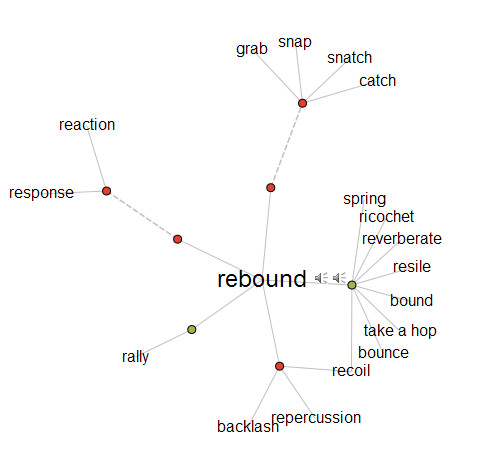 snap
grab
snatch
catch
reaction
response
spring
ricochet
reverberate
resile
rebound
bound
take a hop
bounce
rally
recoil
repercussion
backlash